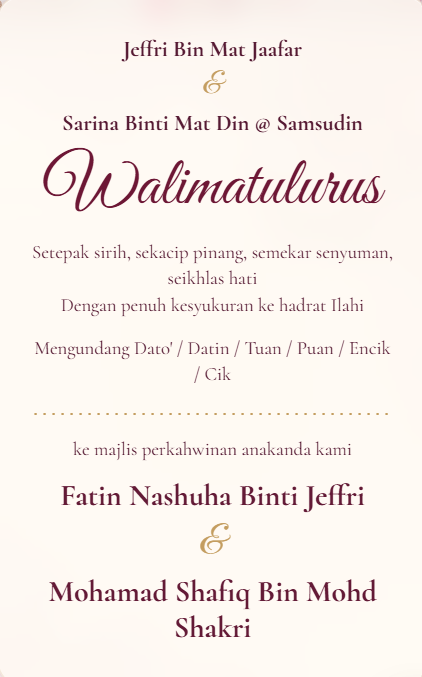 Jeffri Bin Mat Jaafar
&
Sarina Binti Mat Din @ Samsudin
Walimatulurus
Setepak sirih, sekacip pinang, semekar senyuman,
seikhlas hati
Dengan penuh kesyukuran ke hadrat Ilahi
Mengundang Dato' / Datin / Tuan / Puan / Encik
/ Cik
ke majlis perkahwinan anakanda kami
Fatin Nashuha Binti Jeffri
&
Mohamad Shafiq Bin Mohd
Shakri